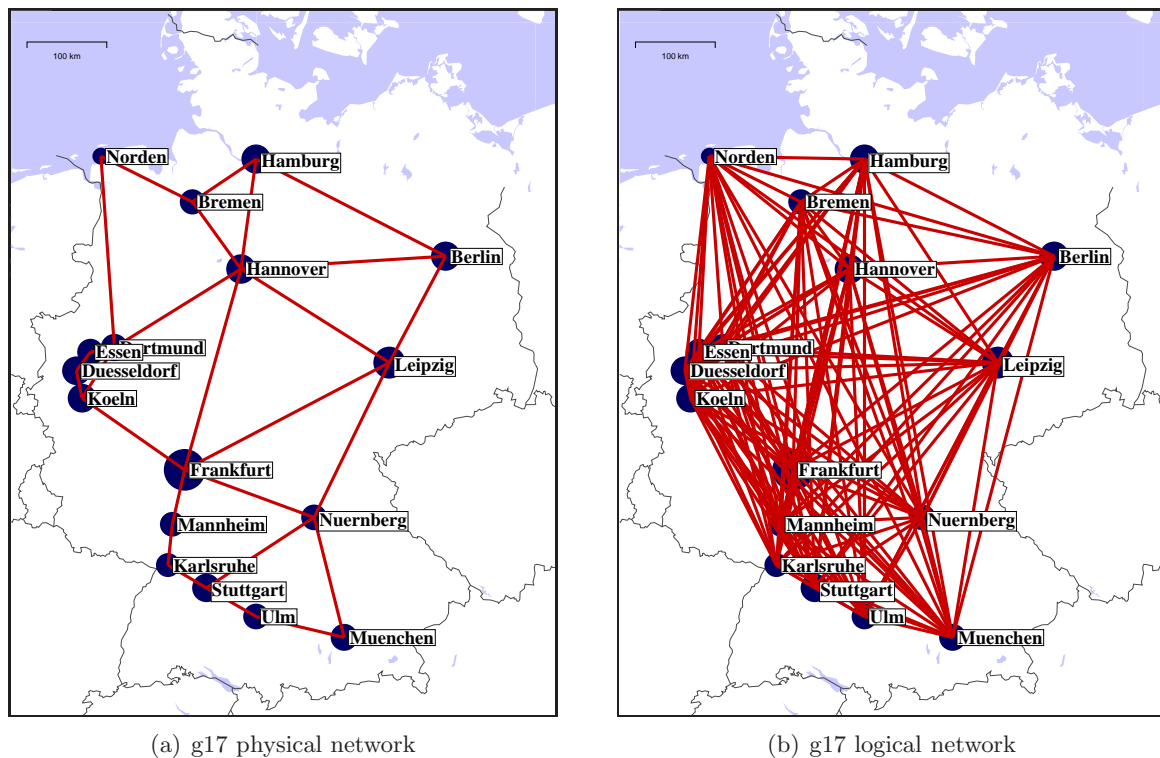 100 km
Norden
Hamburg
Bremen
Hannover
Berlin
Essen
Dortmund
Duesseldorf
Leipzig
Koeln
Frankfurt
Mannheim
Nuernberg
Karlsruhe
Stuttgart
Ulm
Muenchen
(a) g17 physical network
100 km
Norden
Hamburg
Bremen
Hannover
Berlin
Essen
Dortmund
Duesseldorf
Leipzig
Koeln
Frankfurt
Mannheim
Nuernberg
Karlsruhe
Stuttgart
Ulm
Muenchen
(b) g17 logical network